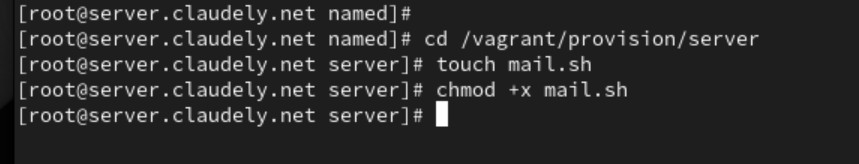 [root@server.claudely.net named]#
[root@server.claudely.net named]# cd /vagrant/provision/server
[root@server.claudely.net server]# touch mail.sh
[root@server.claudely.net server]# chmod +x mail.sh
[root@server.claudely.net server]#